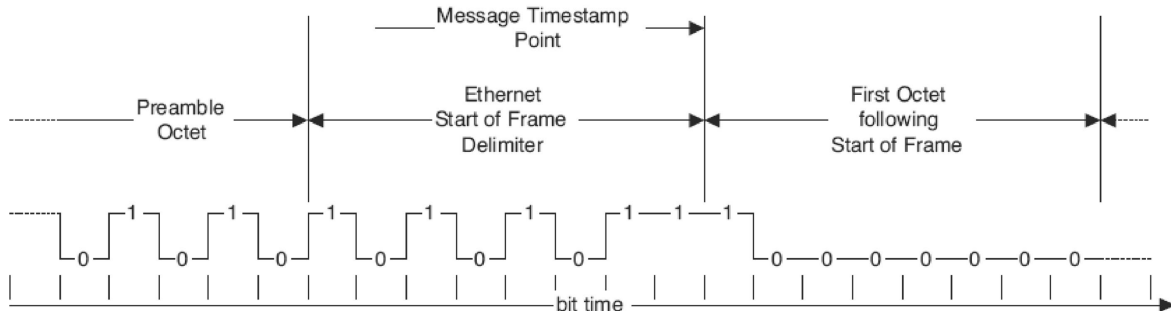 Message Timestamp
Point
Preamble
Octet
Ethernet
Start of Frame
Delimiter
First Octet
following
Start of Frame
1 1 1 1 1 1 1 1
0 0 0 0 0 0 0 0 0 0 0 0 0
bit time